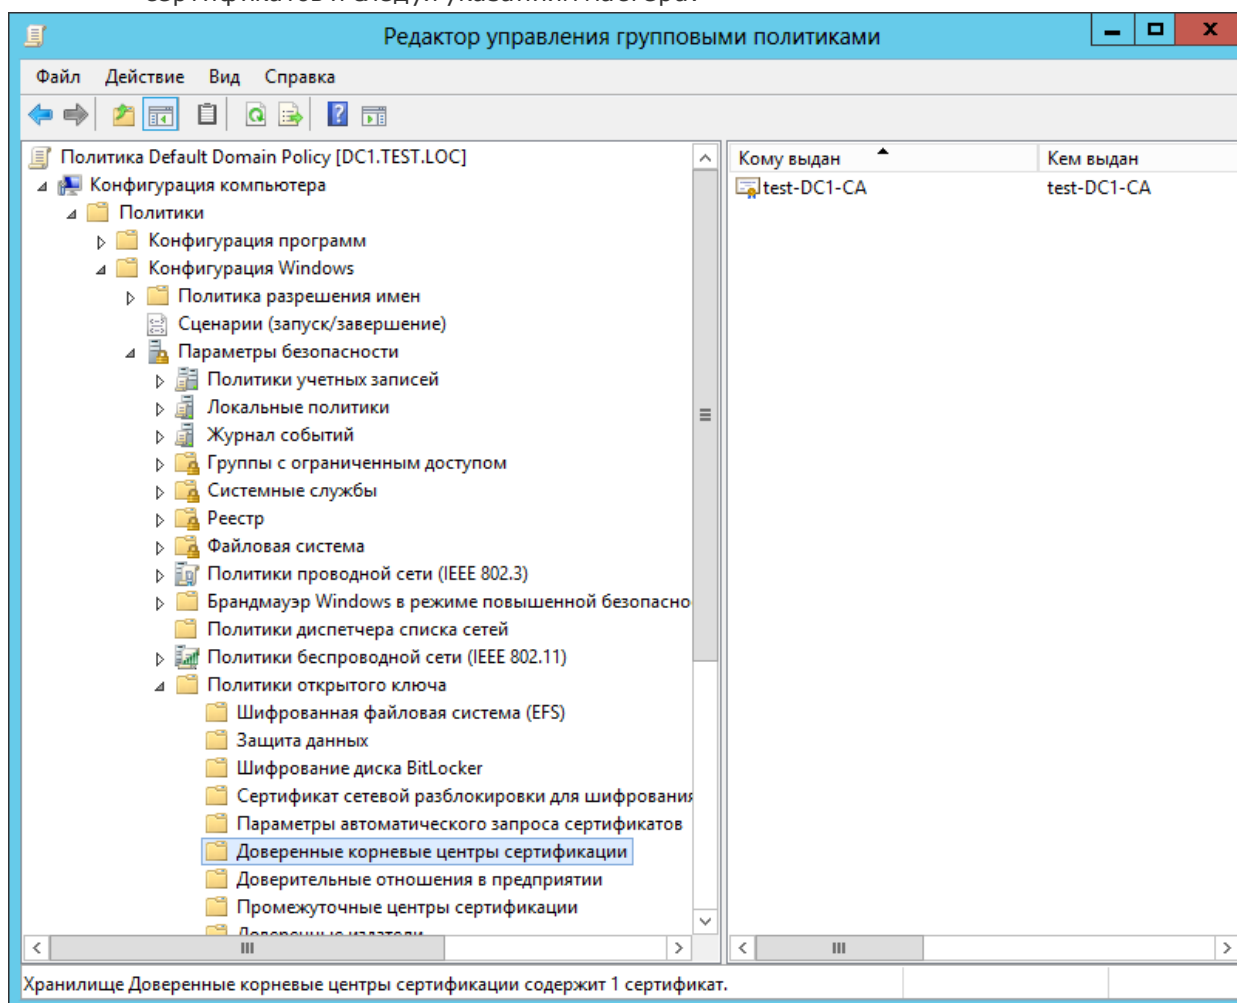 Редактор управления групповыми политиками
Файл Действие Вид Справка
Политика Default Domain Policy [DC1.TEST.LOC]
Конфигурация компьютера
Политики
Конфигурация программ
Конфигурация Windows
Политика разрешения имен
Сценарии (запуск/завершение)
Параметры безопасности
Политики учетных записей
Локальные политики
Журнал событий
Группы с ограниченным доступом
Системные службы
Реестр
Файловая система
Политики проводной сети (IEEE 802.3)
Брандмауэр Windows в режиме повышенной безопасно
Политики диспетчера списка сетей
Политики беспроводной сети (IEEE 802.11)
Политики открытого ключа
Шифрованная файловая система (EFS)
Защита данных
Шифрование диска BitLocker
Сертификат сетевой разблокировки для шифрования
Параметры автоматического запроса сертификатов
Доверенные корневые центры сертификации
Доверительные отношения в предприятии
Промежуточные центры сертификации
Кому выдан Кем выдан
test-DC1-CA test-DC1-CA
Хранилище Доверенные корневые центры сертификации содержит 1 сертификат.